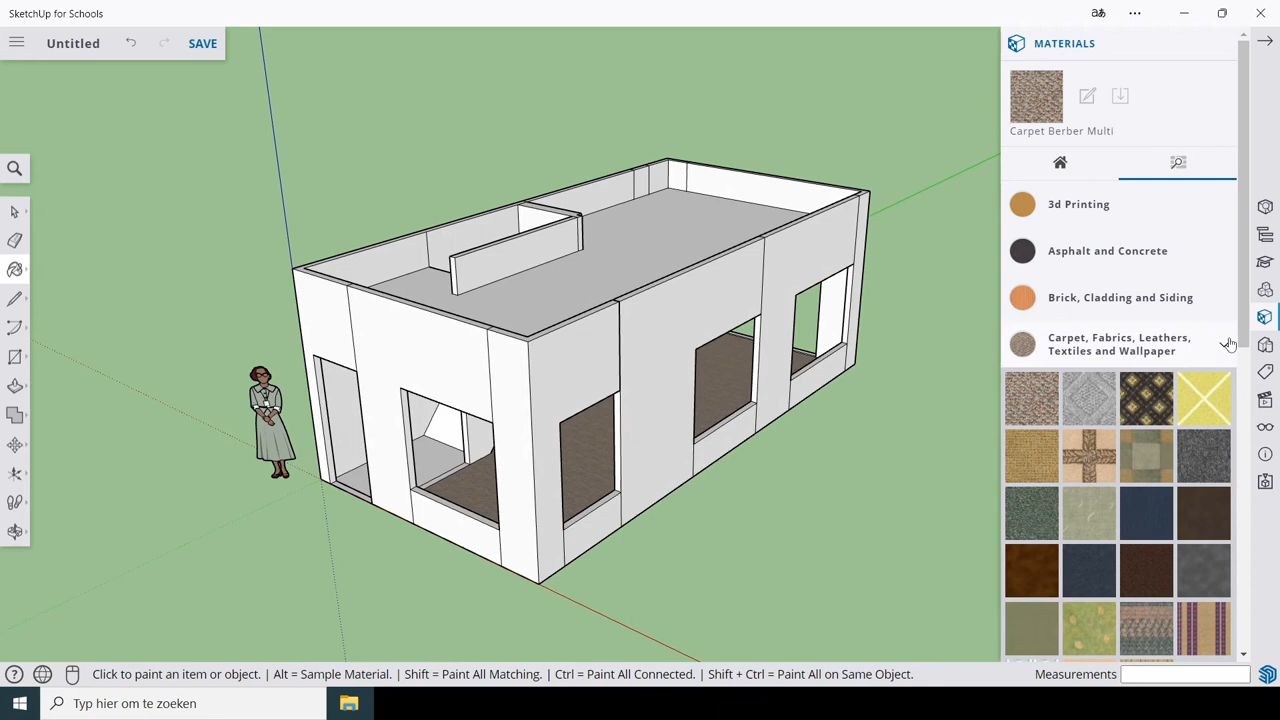 SketchUp for Schools
Untitled
SAVE
MATERIALS
Carpet Berber Multi
3d Printing
Asphalt and Concrete
Brick, Cladding and Siding
Carpet, Fabrics, Leathers,
Textiles and Wallpaper
Click to paint an item or object. | Alt = Sample Material. | Shift = Paint All Matching. | Ctrl = Paint All Connected. | Shift + Ctrl = Paint All on Same Object.
Measurements
Typ hier om te zoeken